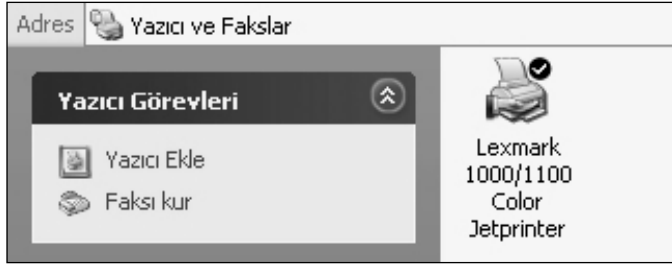 Adres Yazıcı ve Fakslar
Yazıcı Görevleri
Yazıcı Ekle
Faksı kur
Lexmark
1000/1100
Color
Jetprinter